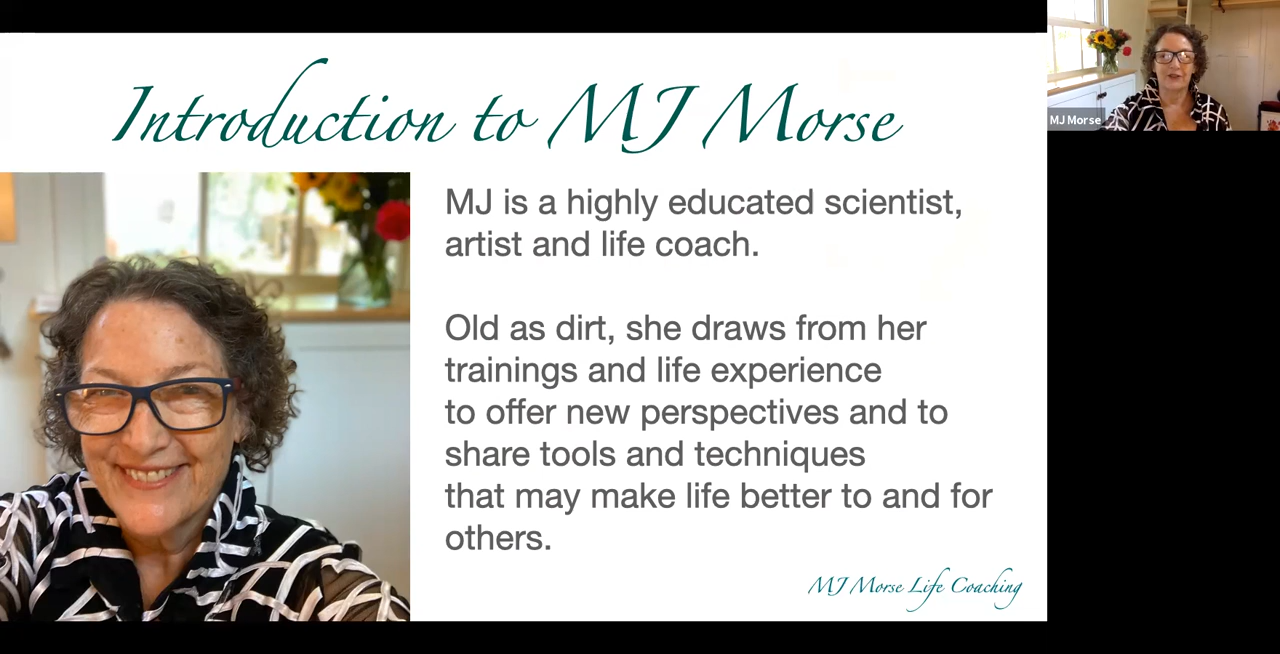 Introduction to MJ Morse
MJ Morse
MJ is a highly educated scientist,
artist and life coach.
Old as dirt, she draws from her
trainings and life experience
to offer new perspectives and to
share tools and techniques
that may make life better to and for
others.
MJ Morse Life Coaching